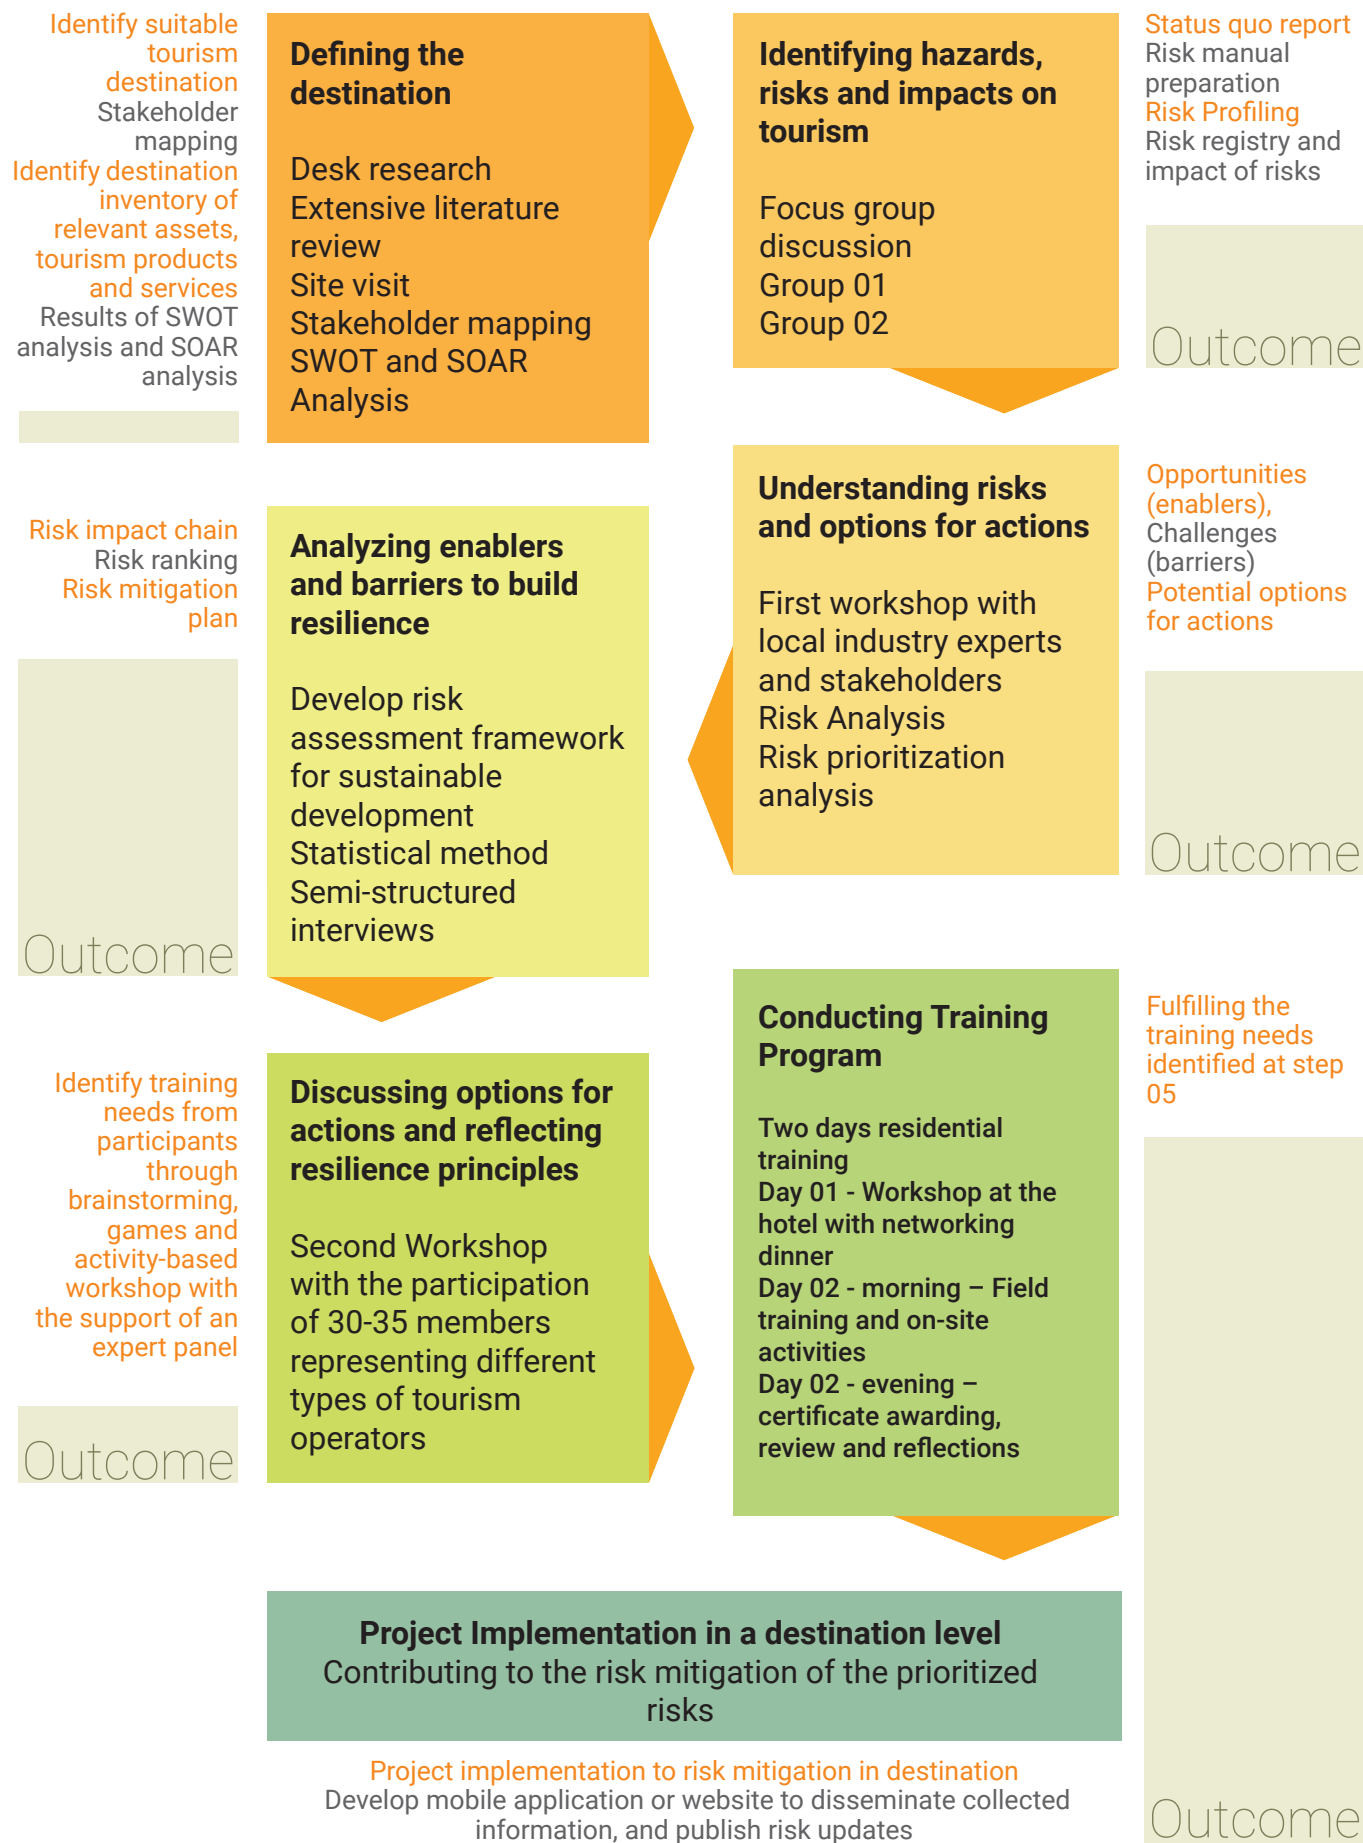 Identify suitable
tourism
destination
Stakeholder
mapping
Identify destination
inventory of
relevant assets,
tourism products
and services
Results of SWOT
analysis and SOAR
analysis
Defining the
destination
Desk research
Extensive literature
review
Site visit
Stakeholder mapping
SWOT and SOAR
Analysis
Identifying hazards,
risks and impacts on
tourism
Focus group
discussion
Group 01
Group 02
Status quo report
Risk manual
preparation
Risk Profiling
Risk registry and
impact of risks
Outcome
Understanding risks
and options for actions
First workshop with
local industry experts
and stakeholders
Risk Analysis
Risk prioritization
analysis
Opportunities
(enablers),
Challenges
(barriers)
Potential options
for actions
Outcome
Risk impact chain
Risk ranking
Risk mitigation
plan
Outcome
Analyzing enablers
and barriers to build
resilience
Develop risk
assessment framework
for sustainable
development
Statistical method
Semi-structured
interviews
Identify training
needs from
participants
through
brainstorming,
games and
activity-based
workshop with
the support of an
expert panel
Outcome
Discussing options for
actions and reflecting
resilience principles
Second Workshop
with the participation
of 30-35 members
representing different
types of tourism
operators
Conducting Training
Program
Two days residential
training
Day 01 - Workshop at the
hotel with networking
dinner
Day 02 - morning – Field
training and on-site
activities
Day 02 - evening –
certificate awarding,
review and reflections
Fulfilling the
training needs
identified at step
05
Outcome
Project Implementation in a destination level
Contributing to the risk mitigation of the prioritized
risks
Project implementation to risk mitigation in destination
Develop mobile application or website to disseminate collected
information, and publish risk updates